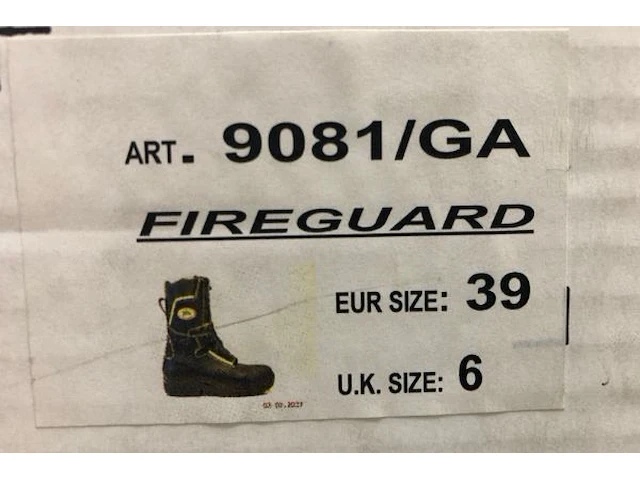 ART. 9081/GA
FIREGUARD
EUR SIZE: 39
U.K. SIZE: 6